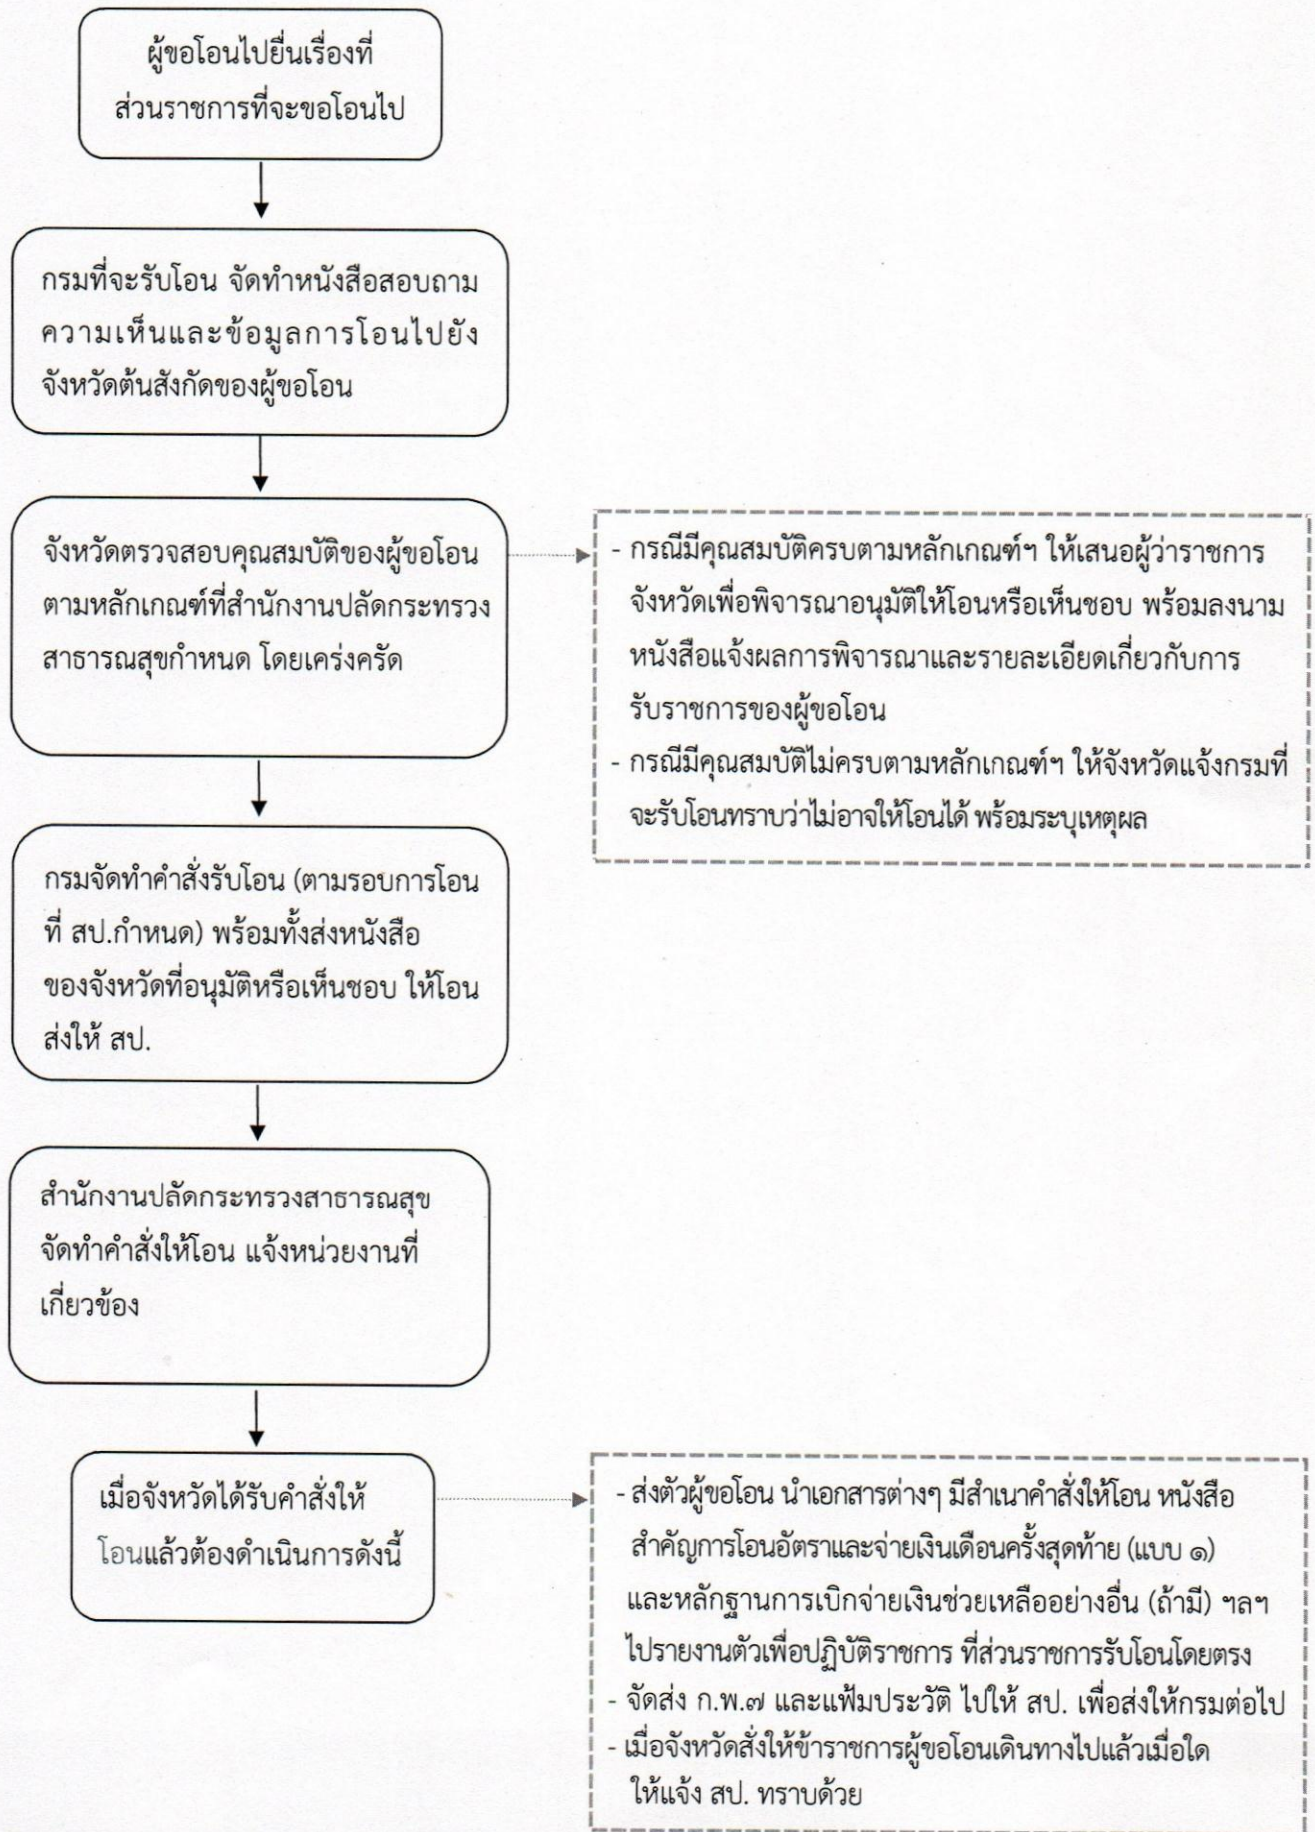 ผู้ขอโอนไปยื่นเรื่องที่
ส่วนราชการที่จะขอโอนไป
กรมที่จะรับโอน จัดทำหนังสือสอบถาม
ความเห็นและข้อมูลการโอนไปยัง
จังหวัดต้นสังกัดของผู้ขอโอน
จังหวัดตรวจสอบคุณสมบัติของผู้ขอโอน
ตามหลักเกณฑ์ที่สำนักงานปลัดกระทรวง
สาธารณสุขกำหนด โดยเคร่งครัด
- กรณีมีคุณสมบัติครบตามหลักเกณฑ์ฯ ให้เสนอผู้ว่าราชการ
จังหวัดเพื่อพิจารณาอนุมัติให้โอนหรือเห็นชอบ พร้อมลงนาม
หนังสือแจ้งผลการพิจารณาและรายละเอียดเกี่ยวกับการ
รับราชการของผู้ขอโอน
- กรณีมีคุณสมบัติไม่ครบตามหลักเกณฑ์ฯ ให้จังหวัดแจ้งกรมที่
จะรับโอนทราบว่าไม่อาจให้โอนได้ พร้อมระบุเหตุผล
กรมจัดทำคำสั่งรับโอน (ตามรอบการโอน
ที่ สป.กำหนด) พร้อมทั้งส่งหนังสือ
ของจังหวัดที่อนุมัติหรือเห็นชอบ ให้โอน
ส่งให้ สป.
สำนักงานปลัดกระทรวงสาธารณสุข
จัดทำคำสั่งให้โอน แจ้งหน่วยงานที่
เกี่ยวข้อง
เมื่อจังหวัดได้รับคำสั่งให้
โอนแล้วต้องดำเนินการดังนี้
- ส่งตัวผู้ขอโอน นำเอกสารต่างๆ มีสำเนาคำสั่งให้โอน หนังสือ
สำคัญการโอนอัตราและจ่ายเงินเดือนครั้งสุดท้าย (แบบ ๑)
และหลักฐานการเบิกจ่ายเงินช่วยเหลืออย่างอื่น (ถ้ามี) ฯลฯ
ไปรายงานตัวเพื่อปฏิบัติราชการ ที่ส่วนราชการรับโอนโดยตรง
- จัดส่ง ก.พ.๗ และแฟ้มประวัติ ไปให้ สป. เพื่อส่งให้กรมต่อไป
- เมื่อจังหวัดสั่งให้ข้าราชการผู้ขอโอนเดินทางไปแล้วเมื่อใด
ให้แจ้ง สป. ทราบด้วย